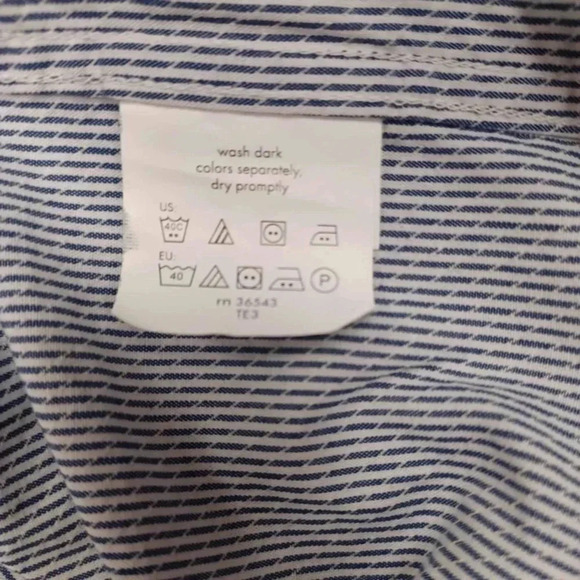 wash dark
colors separately,
dry promptly
US:
40C
EU:
40 P
rn 36543
TE3